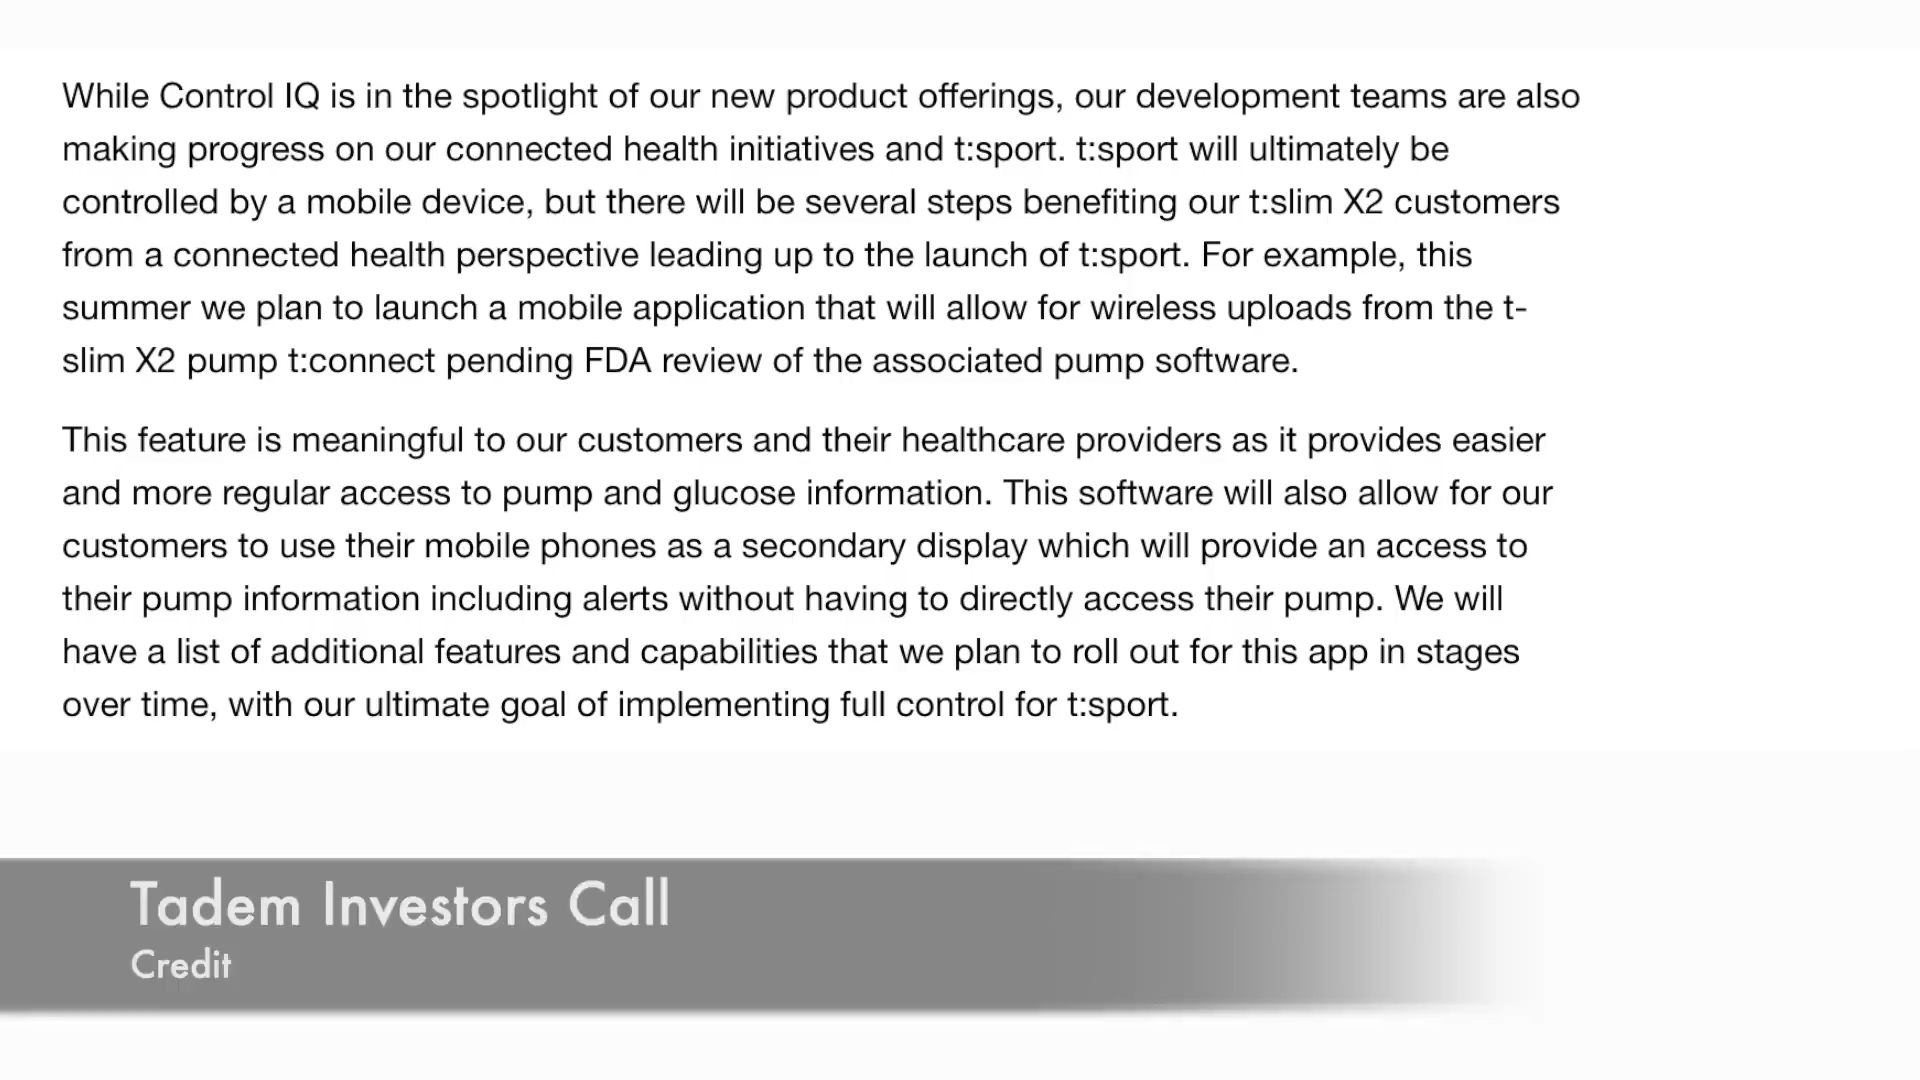 While Control IQ is in the spotlight of our new product offerings, our development teams are also
making progress on our connected health initiatives and t:sport. t:sport will ultimately be
controlled by a mobile device, but there will be several steps benefiting our t:slim X2 customers
from a connected health perspective leading up to the launch of t:sport. For example, this
summer we plan to launch a mobile application that will allow for wireless uploads from the t-
slim X2 pump t:connect pending FDA review of the associated pump software.
This feature is meaningful to our customers and their healthcare providers as it provides easier
and more regular access to pump and glucose information. This software will also allow for our
customers to use their mobile phones as a secondary display which will provide an access to
their pump information including alerts without having to directly access their pump. We will
have a list of additional features and capabilities that we plan to roll out for this app in stages
over time, with our ultimate goal of implementing full control for t:sport.
Tadem Investors Call
Credit